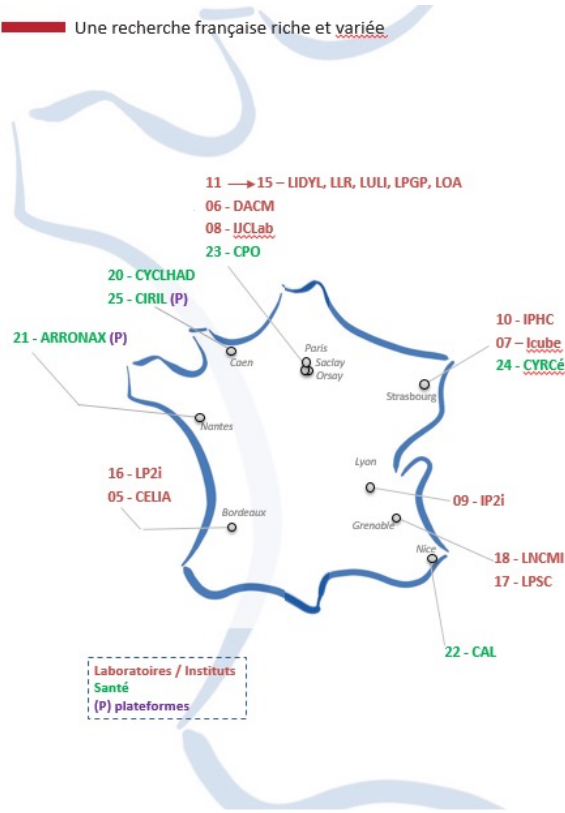 Une recherche française riche et variée
11 → 15 – LIDYL, LLR, LULI, LPGP, LOA
06 - DACM
08 - IJCLab
23 - CPO
20 - CYCLHAD
25 - CIRIL (P)
21 - ARRONAX (P)
10 - IPHC
07 – Icube
24 - CYRCé
Paris
Saclay
Orsay
Caen
Strasbourg
Nantes
16 - LP2i
05 - CELIA
Lyon
09 - IP2i
Bordeaux
Grenoble
Nice
18 - LNCMI
17 - LPSC
22 - CAL
Laboratoires / Instituts
Santé
(P) plateformes